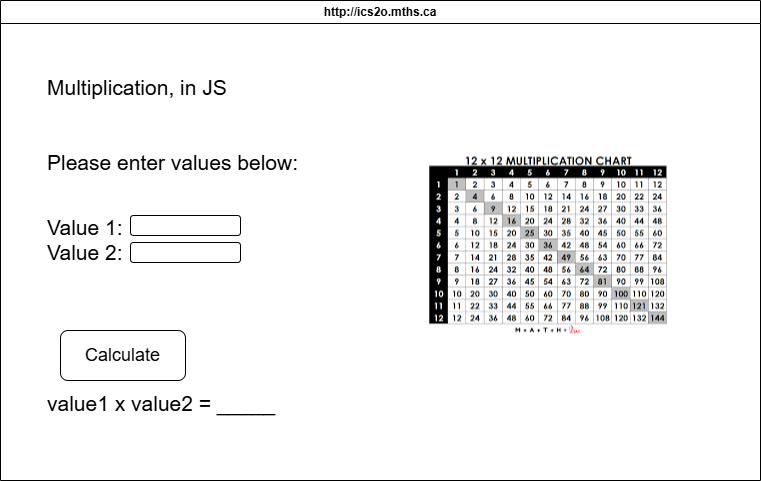 http://ics2o.mths.ca
Multiplication, in JS
Please enter values below:
Value 1:
Value 2:
Calculate
value1 x value2 = _____
12 x 12 MULTIPLICATION CHART
1 2 3 4 5 6 7 8 9 10 11 12
1 1 2 3 4 5 6 7 8 9 10 11 12
2 2 4 6 8 10 12 14 16 18 20 22 24
3 3 6 9 12 15 18 21 24 27 30 33 36
4 4 8 12 16 20 24 28 32 36 40 44 48
5 5 10 15 20 25 30 35 40 45 50 55 60
6 6 12 18 24 30 36 42 48 54 60 66 72
7 7 14 21 28 35 42 49 56 63 70 77 84
8 8 16 24 32 40 48 56 64 72 80 88 96
9 9 18 27 36 45 54 63 72 81 90 99 108
10 10 20 30 40 50 60 70 80 90 100 110 120
11 11 22 33 44 55 66 77 88 99 110 121 132
12 12 24 36 48 60 72 84 96 108 120 132 144
M • A • T • H •